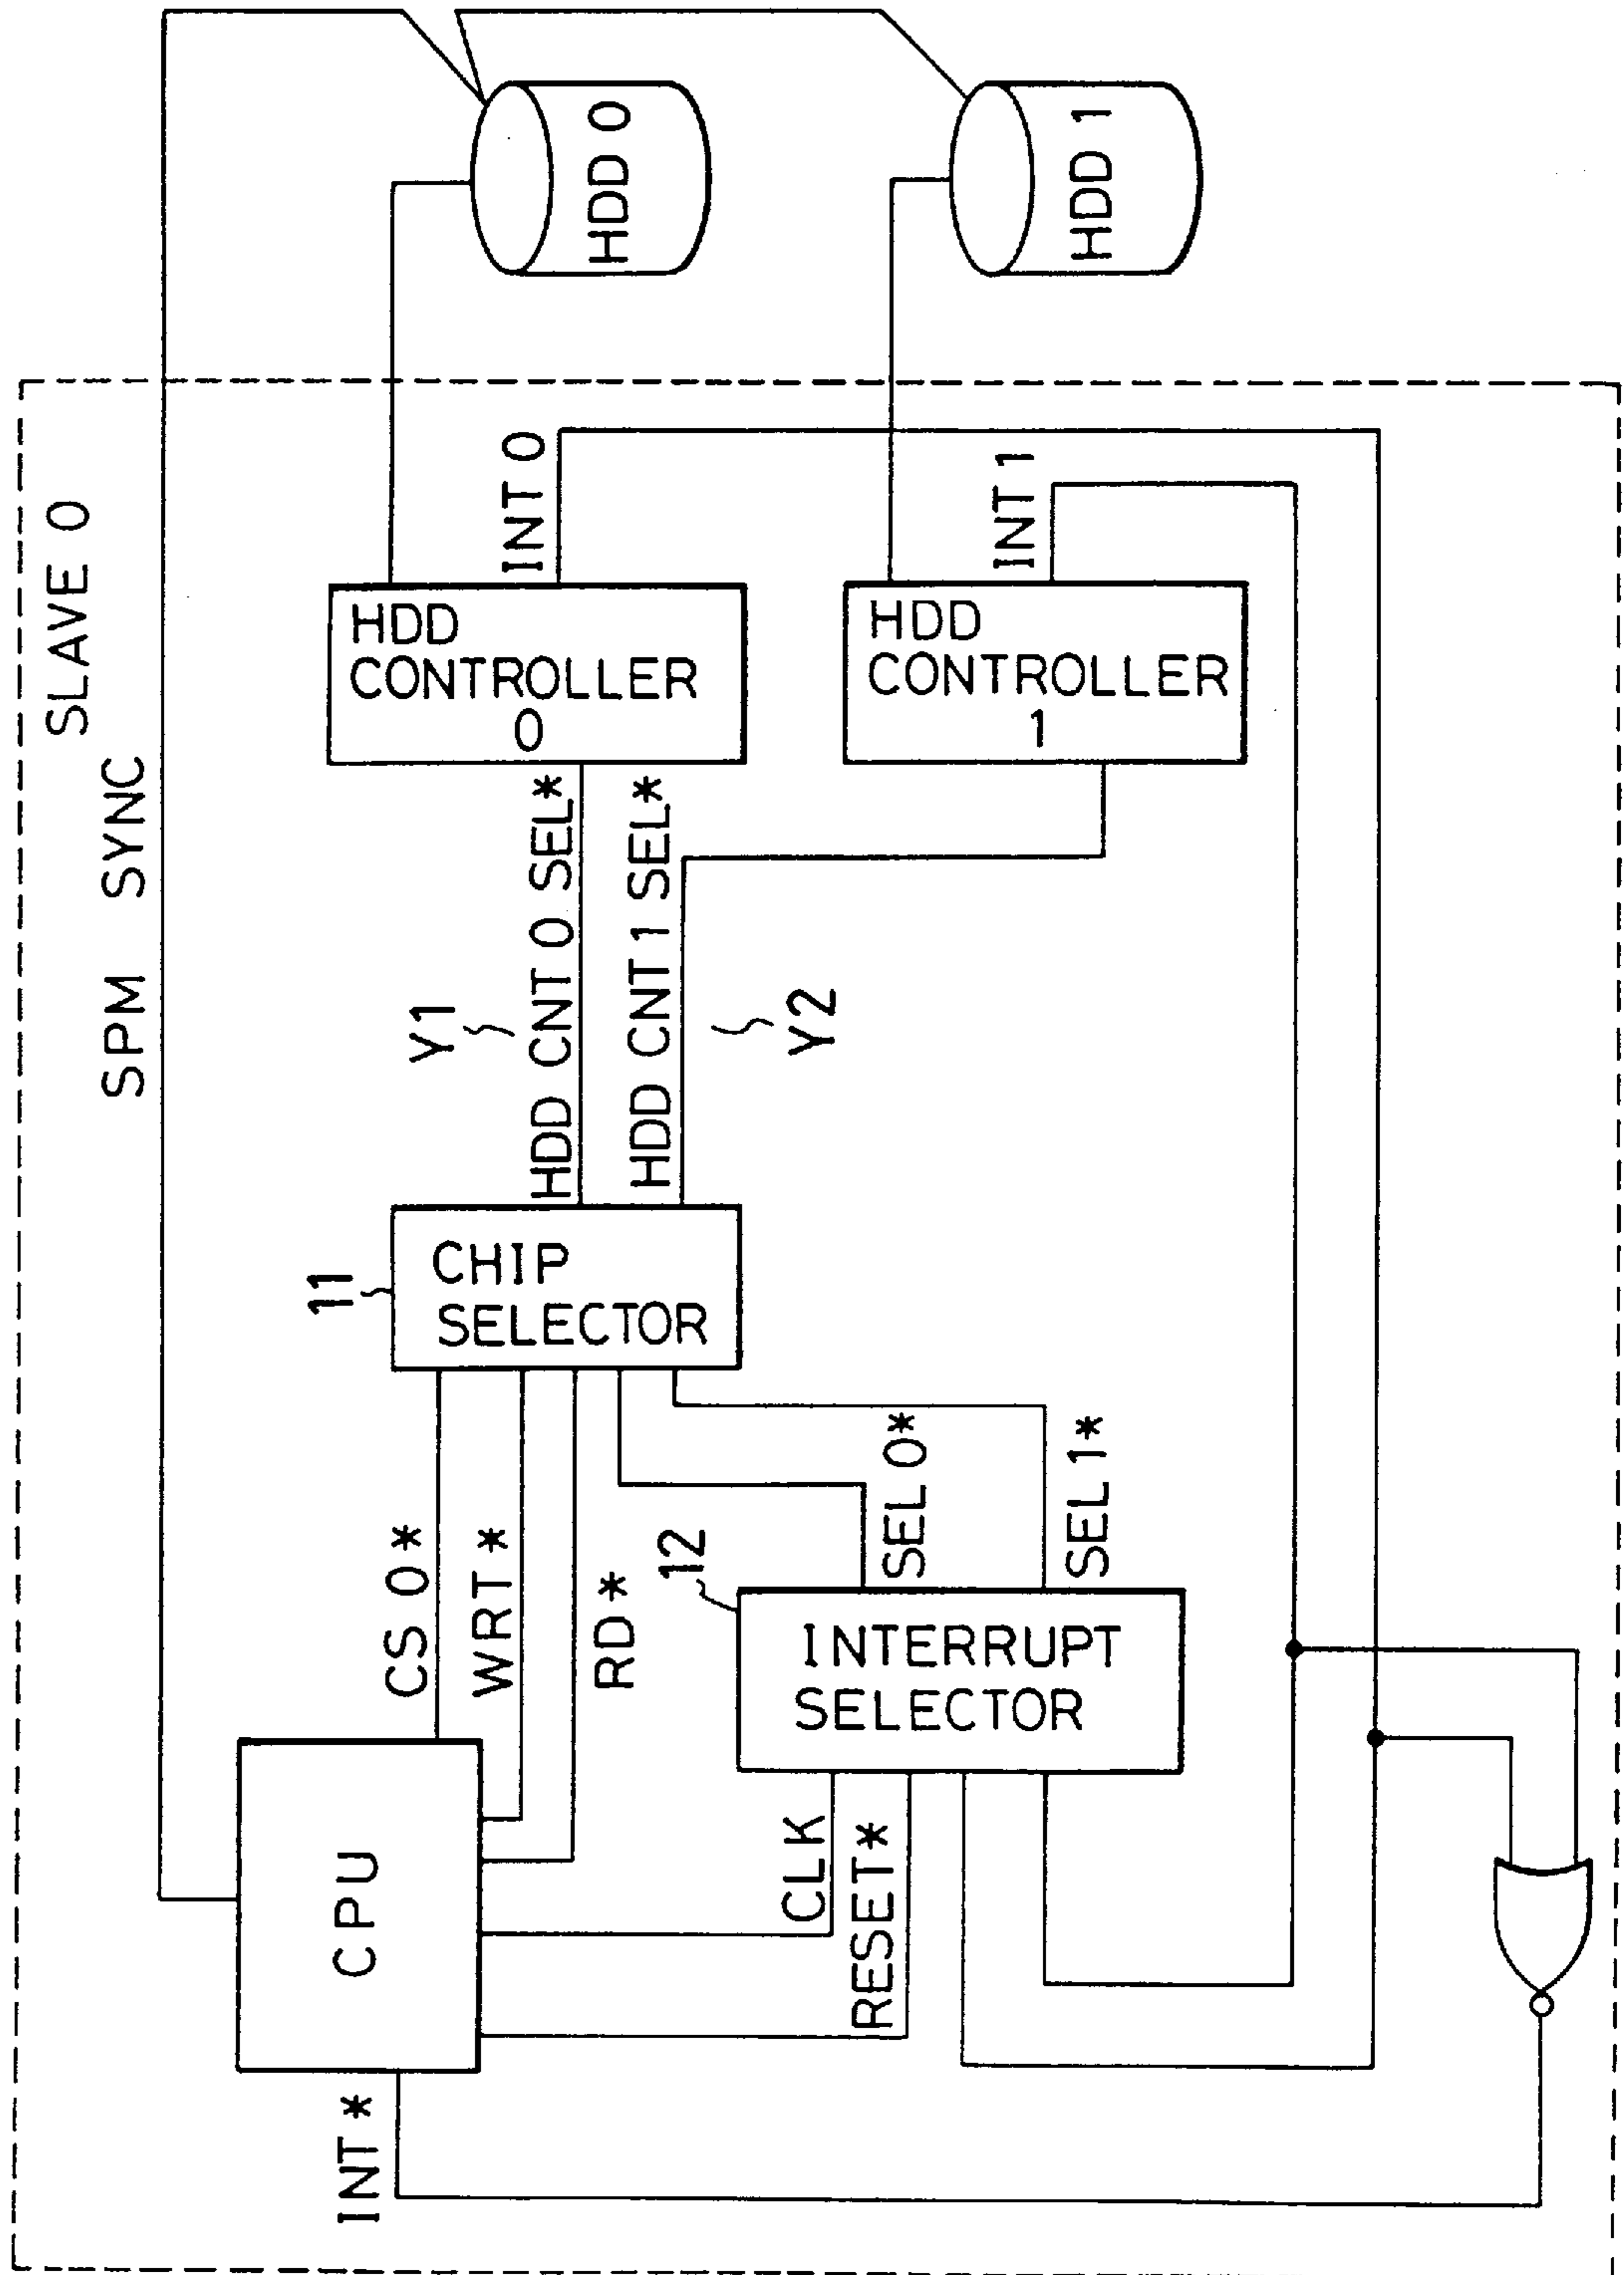 SLAVE 0
SPM SYNC
INT *
CPU
CS 0 *
WRT *
RD *
CLK
RESET *
11
CHIP
SELECTOR
12
INTERRUPT
SELECTOR
SEL 0 *
SEL 1 *
Y1
HDD CNT 0 SEL *
HDD CNT 1 SEL *
Y2
HDD
CONTROLLER
0
INT 0
HDD
CONTROLLER
1
INT 1
HDD 0
HDD 1